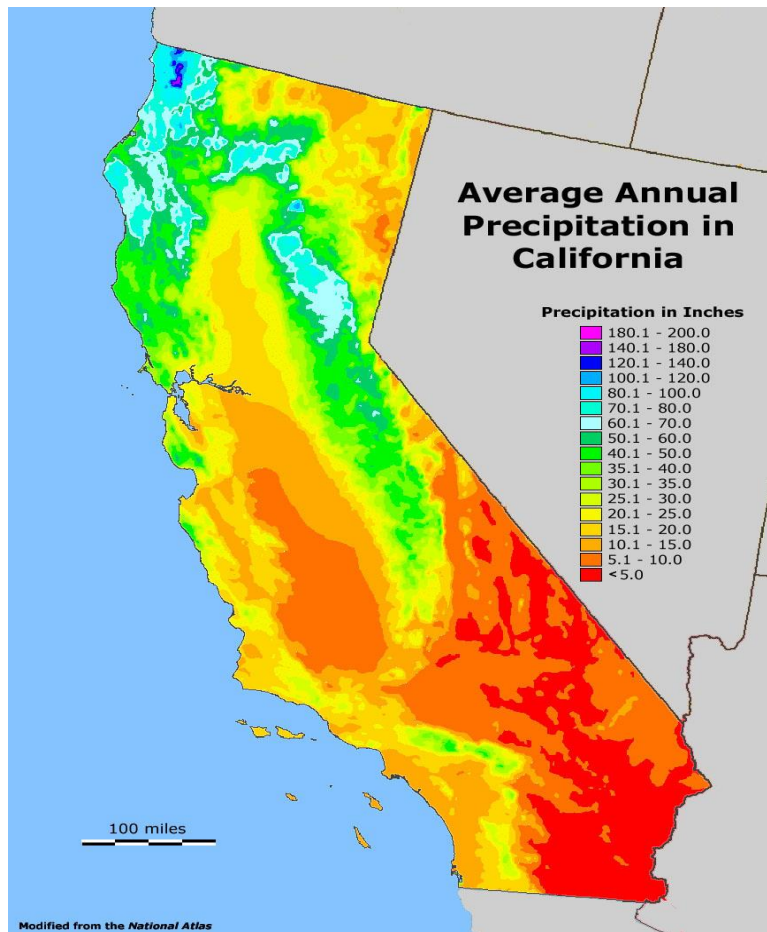 Average Annual
Precipitation in
California
Precipitation in Inches
180.1 - 200.0
140.1 - 180.0
120.1 - 140.0
100.1 - 120.0
80.1 - 100.0
70.1 - 80.0
60.1 - 70.0
50.1 - 60.0
40.1 - 50.0
35.1 - 40.0
30.1 - 35.0
25.1 - 30.0
20.1 - 25.0
15.1 - 20.0
10.1 - 15.0
5.1 - 10.0
<5.0
100 miles
Modified from the National Atlas